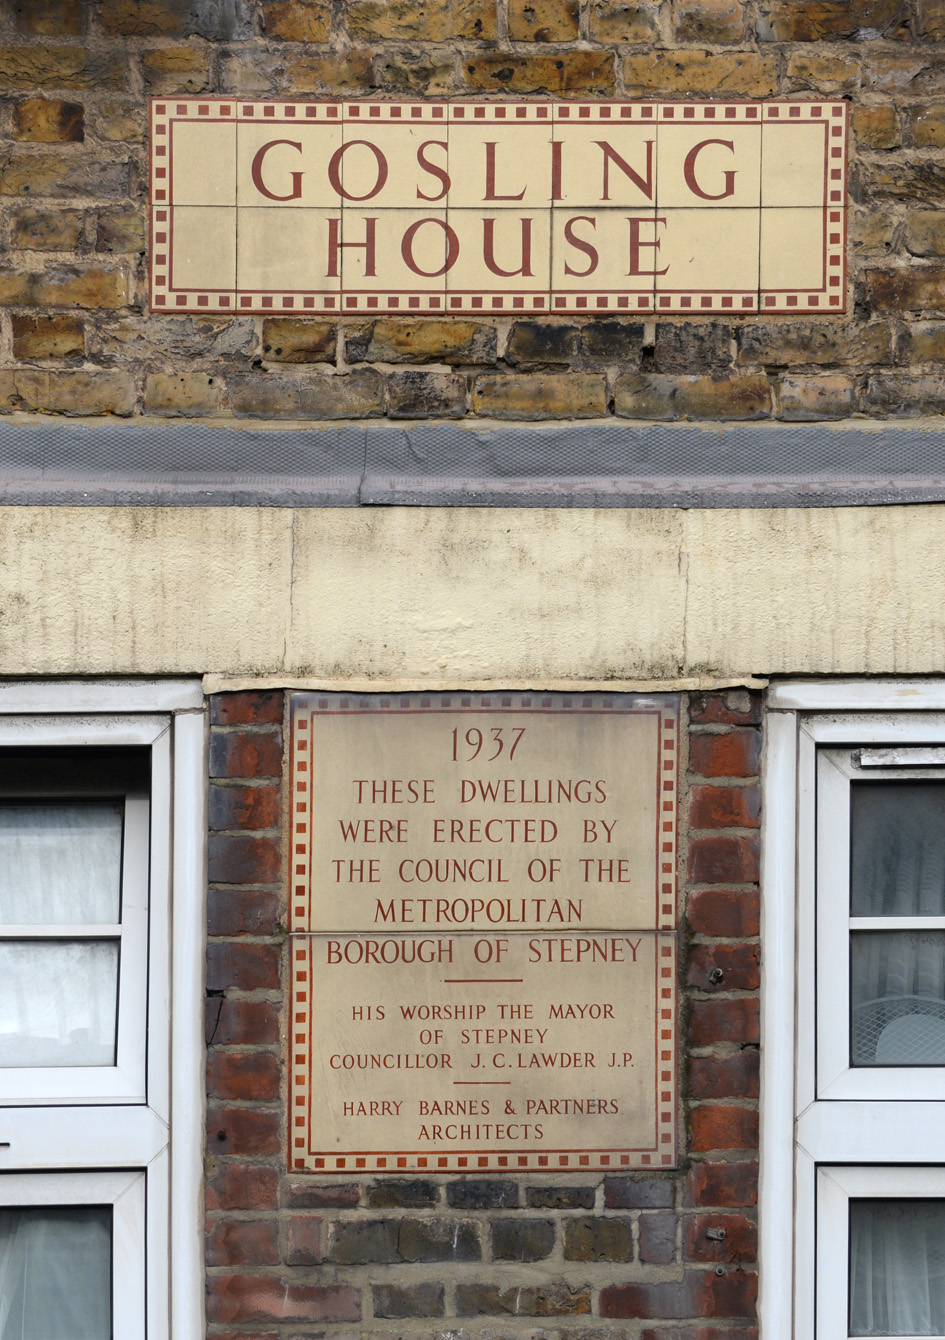 GOSLING
HOUSE
1937
THESE DWELLINGS
WERE ERECTED BY
THE COUNCIL OF THE
METROPOLITAN
BOROUGH OF STEPNEY
HIS WORSHIP THE MAYOR
OF STEPNEY
COUNCILLOR J.C. LAWDER J.P.
HARRY BARNES & PARTNERS
ARCHITECTS